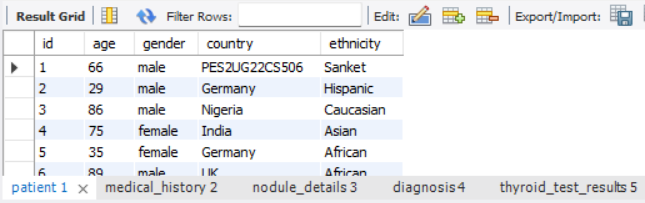 Result Grid Filter Rows: Edit: Export/Import:
id age gender country ethnicity
1 66 male PES2UG22CS506 Sanket
2 29 male Germany Hispanic
3 86 male Nigeria Caucasian
4 75 female India Asian
5 35 female Germany African
6 89 male UK African
patient 1 × medical_history 2 nodule_details 3 diagnosis 4 thyroid_test_results 5